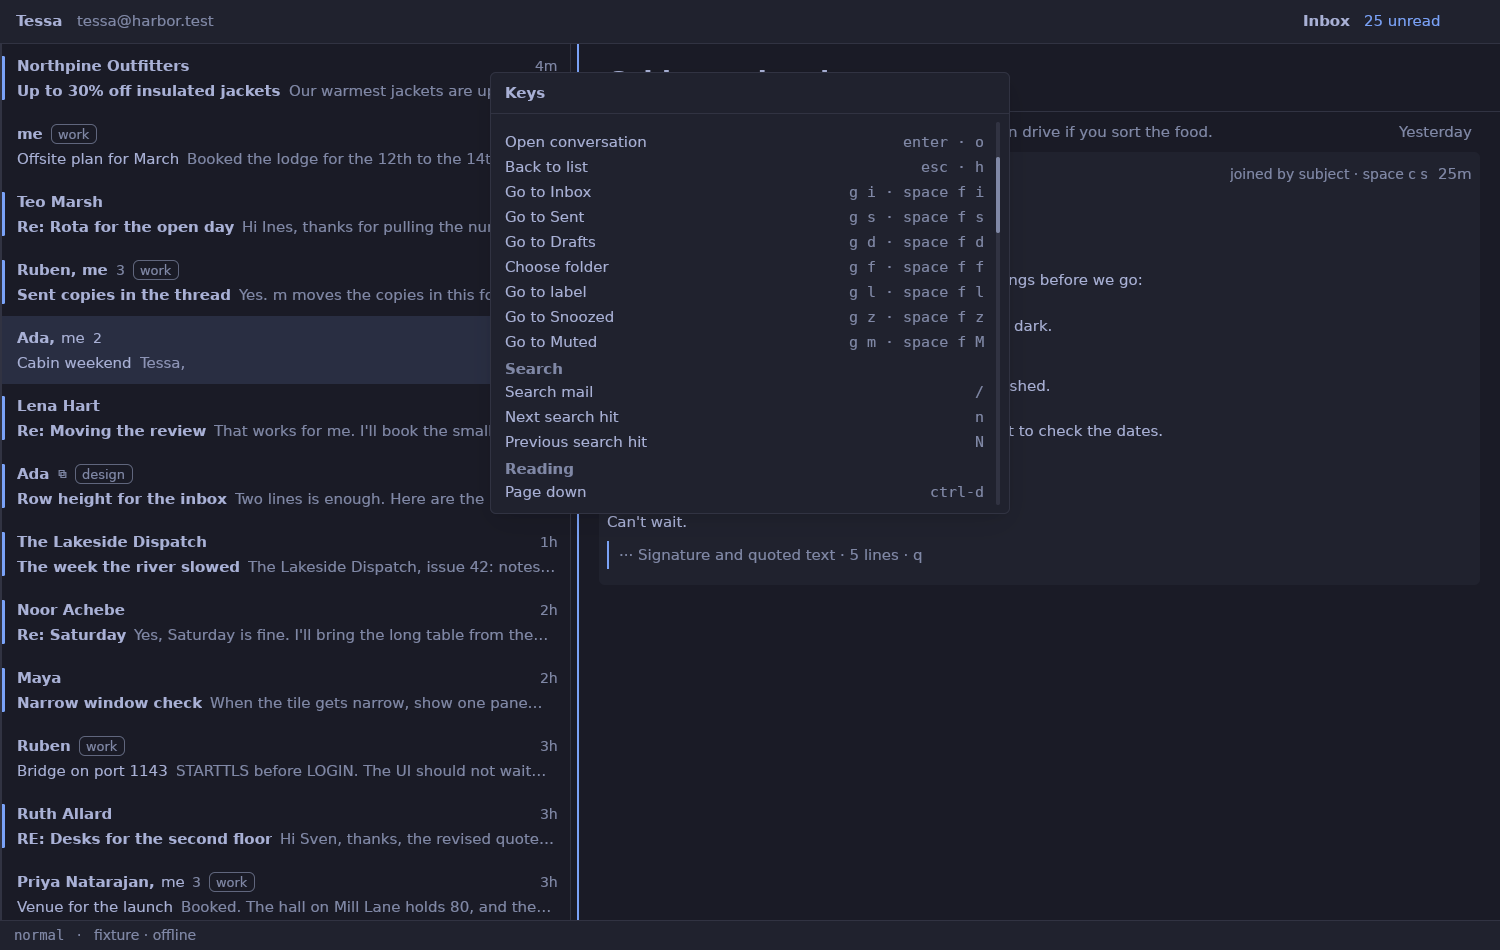 Tessa tessa@harbor.test
Inbox 25 unread
Northpine Outfitters 4m
Up to 30% off insulated jackets Our warmest jackets are
me work
Offsite plan for March Booked the lodge for the 12th to the 14t
Teo Marsh
Re: Rota for the open day Hi Ines, thanks for pulling the
Ruben, me 3 work
Sent copies in the thread Yes. m moves the copies in this
Ada, me 2
Cabin weekend Tessa,
Lena Hart
Re: Moving the review That works for me. I'll book the small
Ada design
Row height for the inbox Two lines is enough. Here are the
The Lakeside Dispatch 1h
The week the river slowed The Lakeside Dispatch, issue 42: notes…
Noor Achebe 2h
Re: Saturday Yes, Saturday is fine. I'll bring the long table from the…
Maya 2h
Narrow window check When the tile gets narrow, show one pane…
Ruben work 3h
Bridge on port 1143 STARTTLS before LOGIN. The UI should not wait…
Ruth Allard 3h
RE: Desks for the second floor Hi Sven, thanks, the revised quote…
Priya Natarajan, me 3 work 3h
Venue for the launch Booked. The hall on Mill Lane holds 80, and the…
Keys
Open conversation enter · o
Back to list esc · h
Go to Inbox g i · space f i
Go to Sent g s · space f s
Go to Drafts g d · space f d
Choose folder g f · space f f
Go to label g l · space f l
Go to Snoozed g z · space f z
Go to Muted g m · space f M
Search
Search mail /
Next search hit n
Previous search hit N
Reading
Page down ctrl-d
n drive if you sort the food. Yesterday
joined by subject · space c s 25m
ngs before we go:
dark.
shed.
t to check the dates.
Can't wait.
··· Signature and quoted text · 5 lines · q
normal · fixture · offline